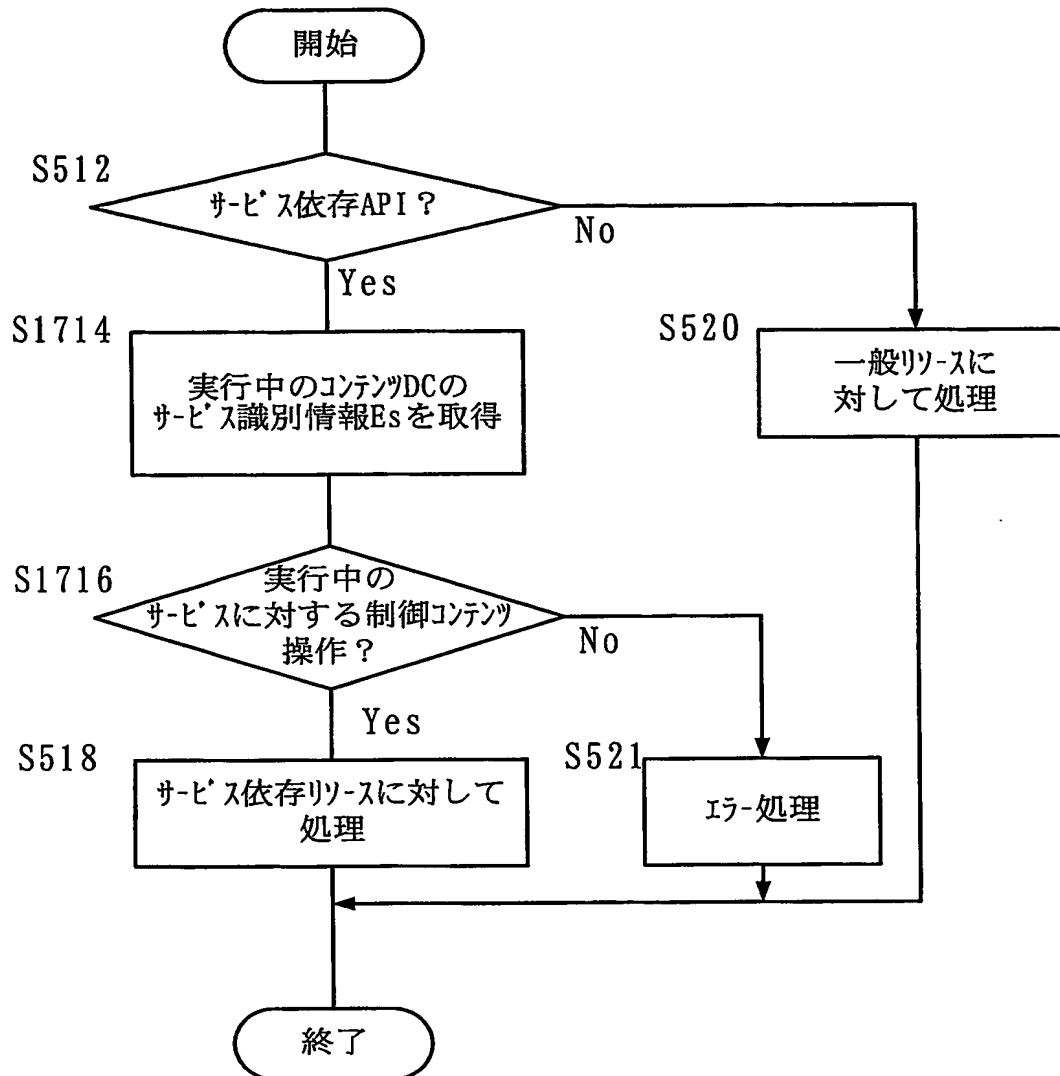 開始
S512
サービス依存API？
No
Yes
S1714
実行中のコンテンツDCの
サービス識別情報Esを取得
S520
一般リソースに
対して処理
S1716
実行中の
サービスに対する制御コンテンツ
操作？
No
Yes
S518
サービス依存リソースに対して
処理
S521
エラー処理
終了